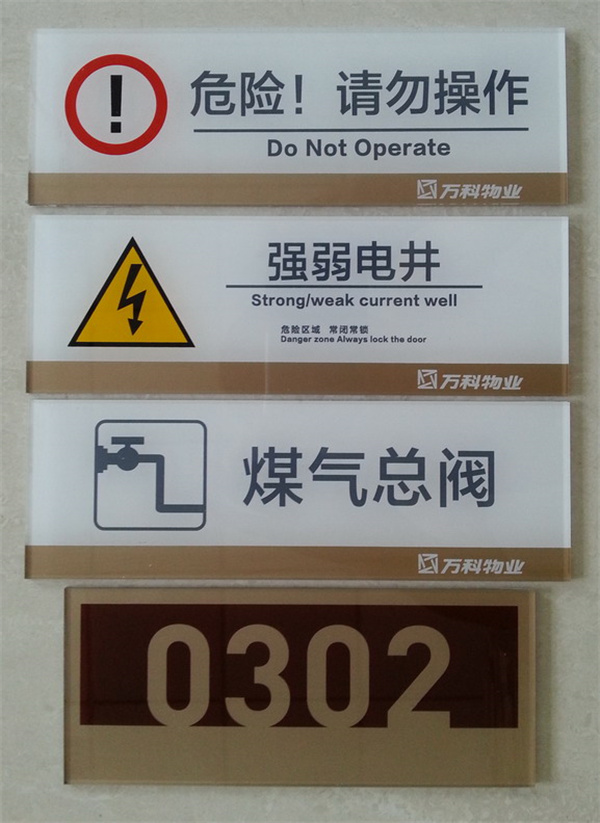 危险！请勿操作
Do Not Operate
万科物业
强弱电井
Strong/weak current well
危险区域 常闭常锁
Danger zone Always lock the door
万科物业
煤气总阀
万科物业
0302